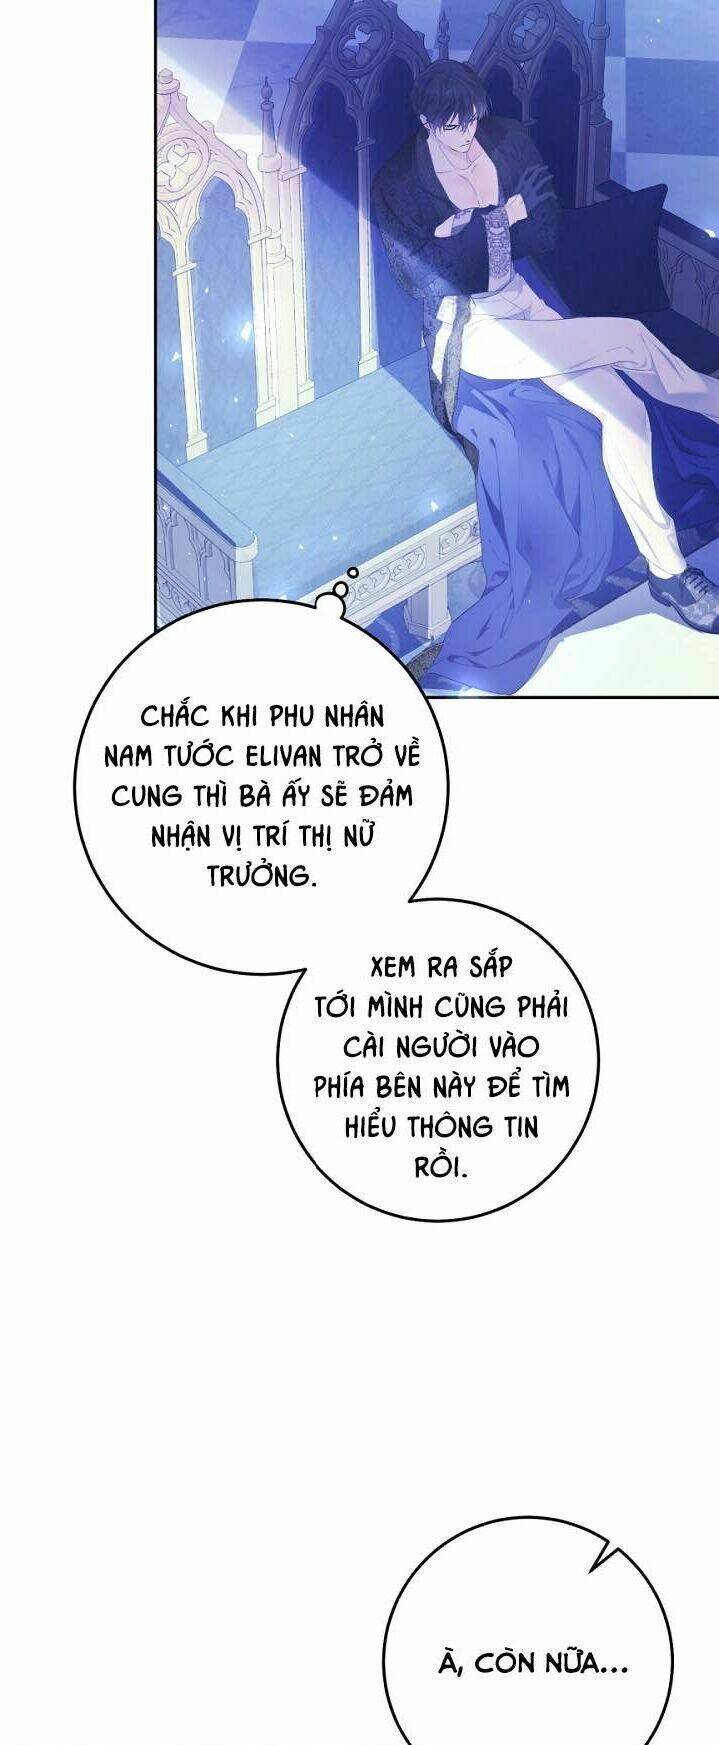 CHẮC KHI PHU NHÂN
NAM TƯỚC ELIVAN TRỞ VỀ
CUNG THÌ BÀ ẤY SẼ ĐẢM
NHẬN VỊ TRÍ THỊ NỮ
TRƯỞNG.
XEM RA SẮP
TỚI MÌNH CŨNG PHẢI
CÀI NGƯỜI VÀO
PHÍA BÊN NÀY ĐỂ TÌM
HIỂU THÔNG TIN
RỒI.
À, CÒN NỮA...